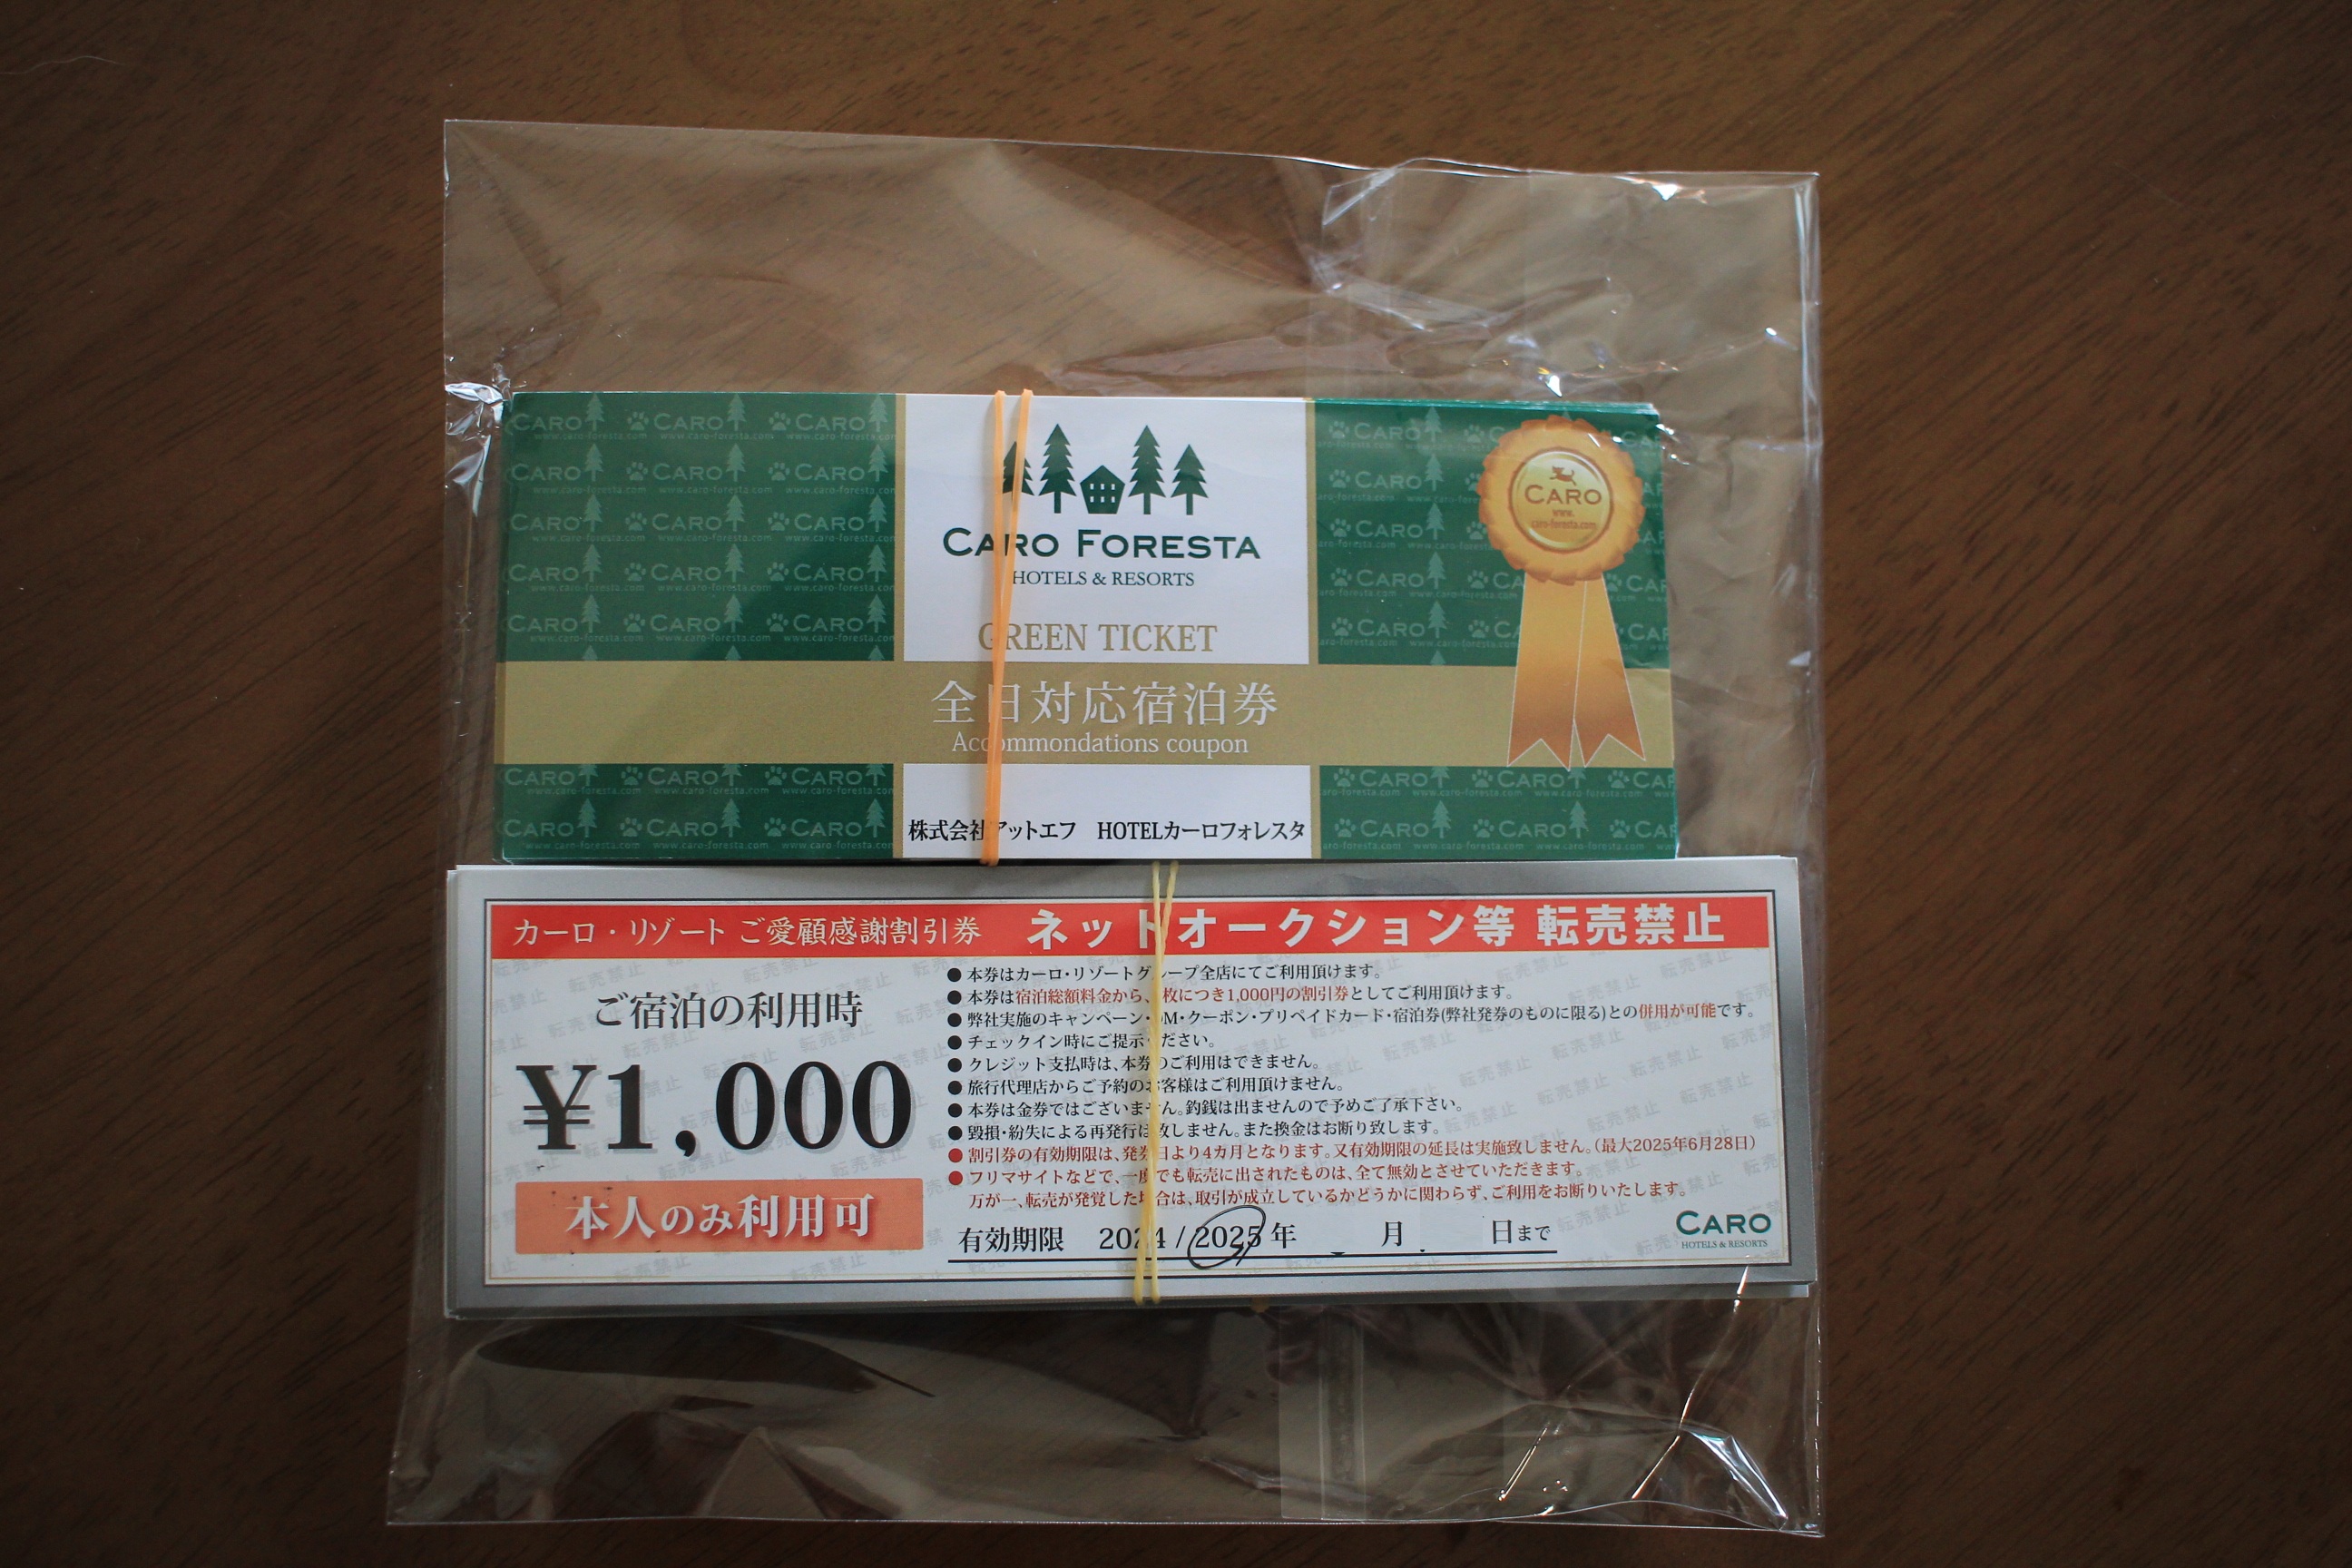 CARO FORESTA
HOTELS & RESORTS
GREEN TICKET
全日対応宿泊券
Accommondations coupon
株式会社アットエフ HOTELカーロフォレスタ
CARO
www.
caro-foresta.com
カーロ・リゾート ご愛顧感謝割引券 ネットオークション等 転売禁止
ご宿泊の利用時
¥1,000
本人のみ利用可
●本券はカーロ・リゾートグループ全店にてご利用頂けます。
●本券は宿泊総額料金から、 枚につき1,000円の割引券としてご利用頂けます。
●弊社実施のキャンペーン・DM・クーポン・プリペイドカード・宿泊券(弊社発券のものに限る)との併用が可能です。
●チェックイン時にご提示ください。
●クレジット支払時は、本券のご利用はできません。
●旅行代理店からご予約のお客様はご利用頂けません。
●本券は金券ではございません。釣銭は出ませんので予めご了承下さい。
●毀損・紛失による再発行は致しません。また換金はお断り致します。
●割引券の有効期限は、発券日より4カ月となります。又有効期限の延長は実施致しません。(最大2025年6月28日)
●フリマサイトなどで、一度でも転売に出されたものは、全て無効とさせていただきます。
万が一、転売が発覚した場合は、取引が成立しているかどうかに関わらず、ご利用をお断りいたします。
有効期限 2024 / 2025 年 月 日まで
CARO
HOTELS & RESORTS